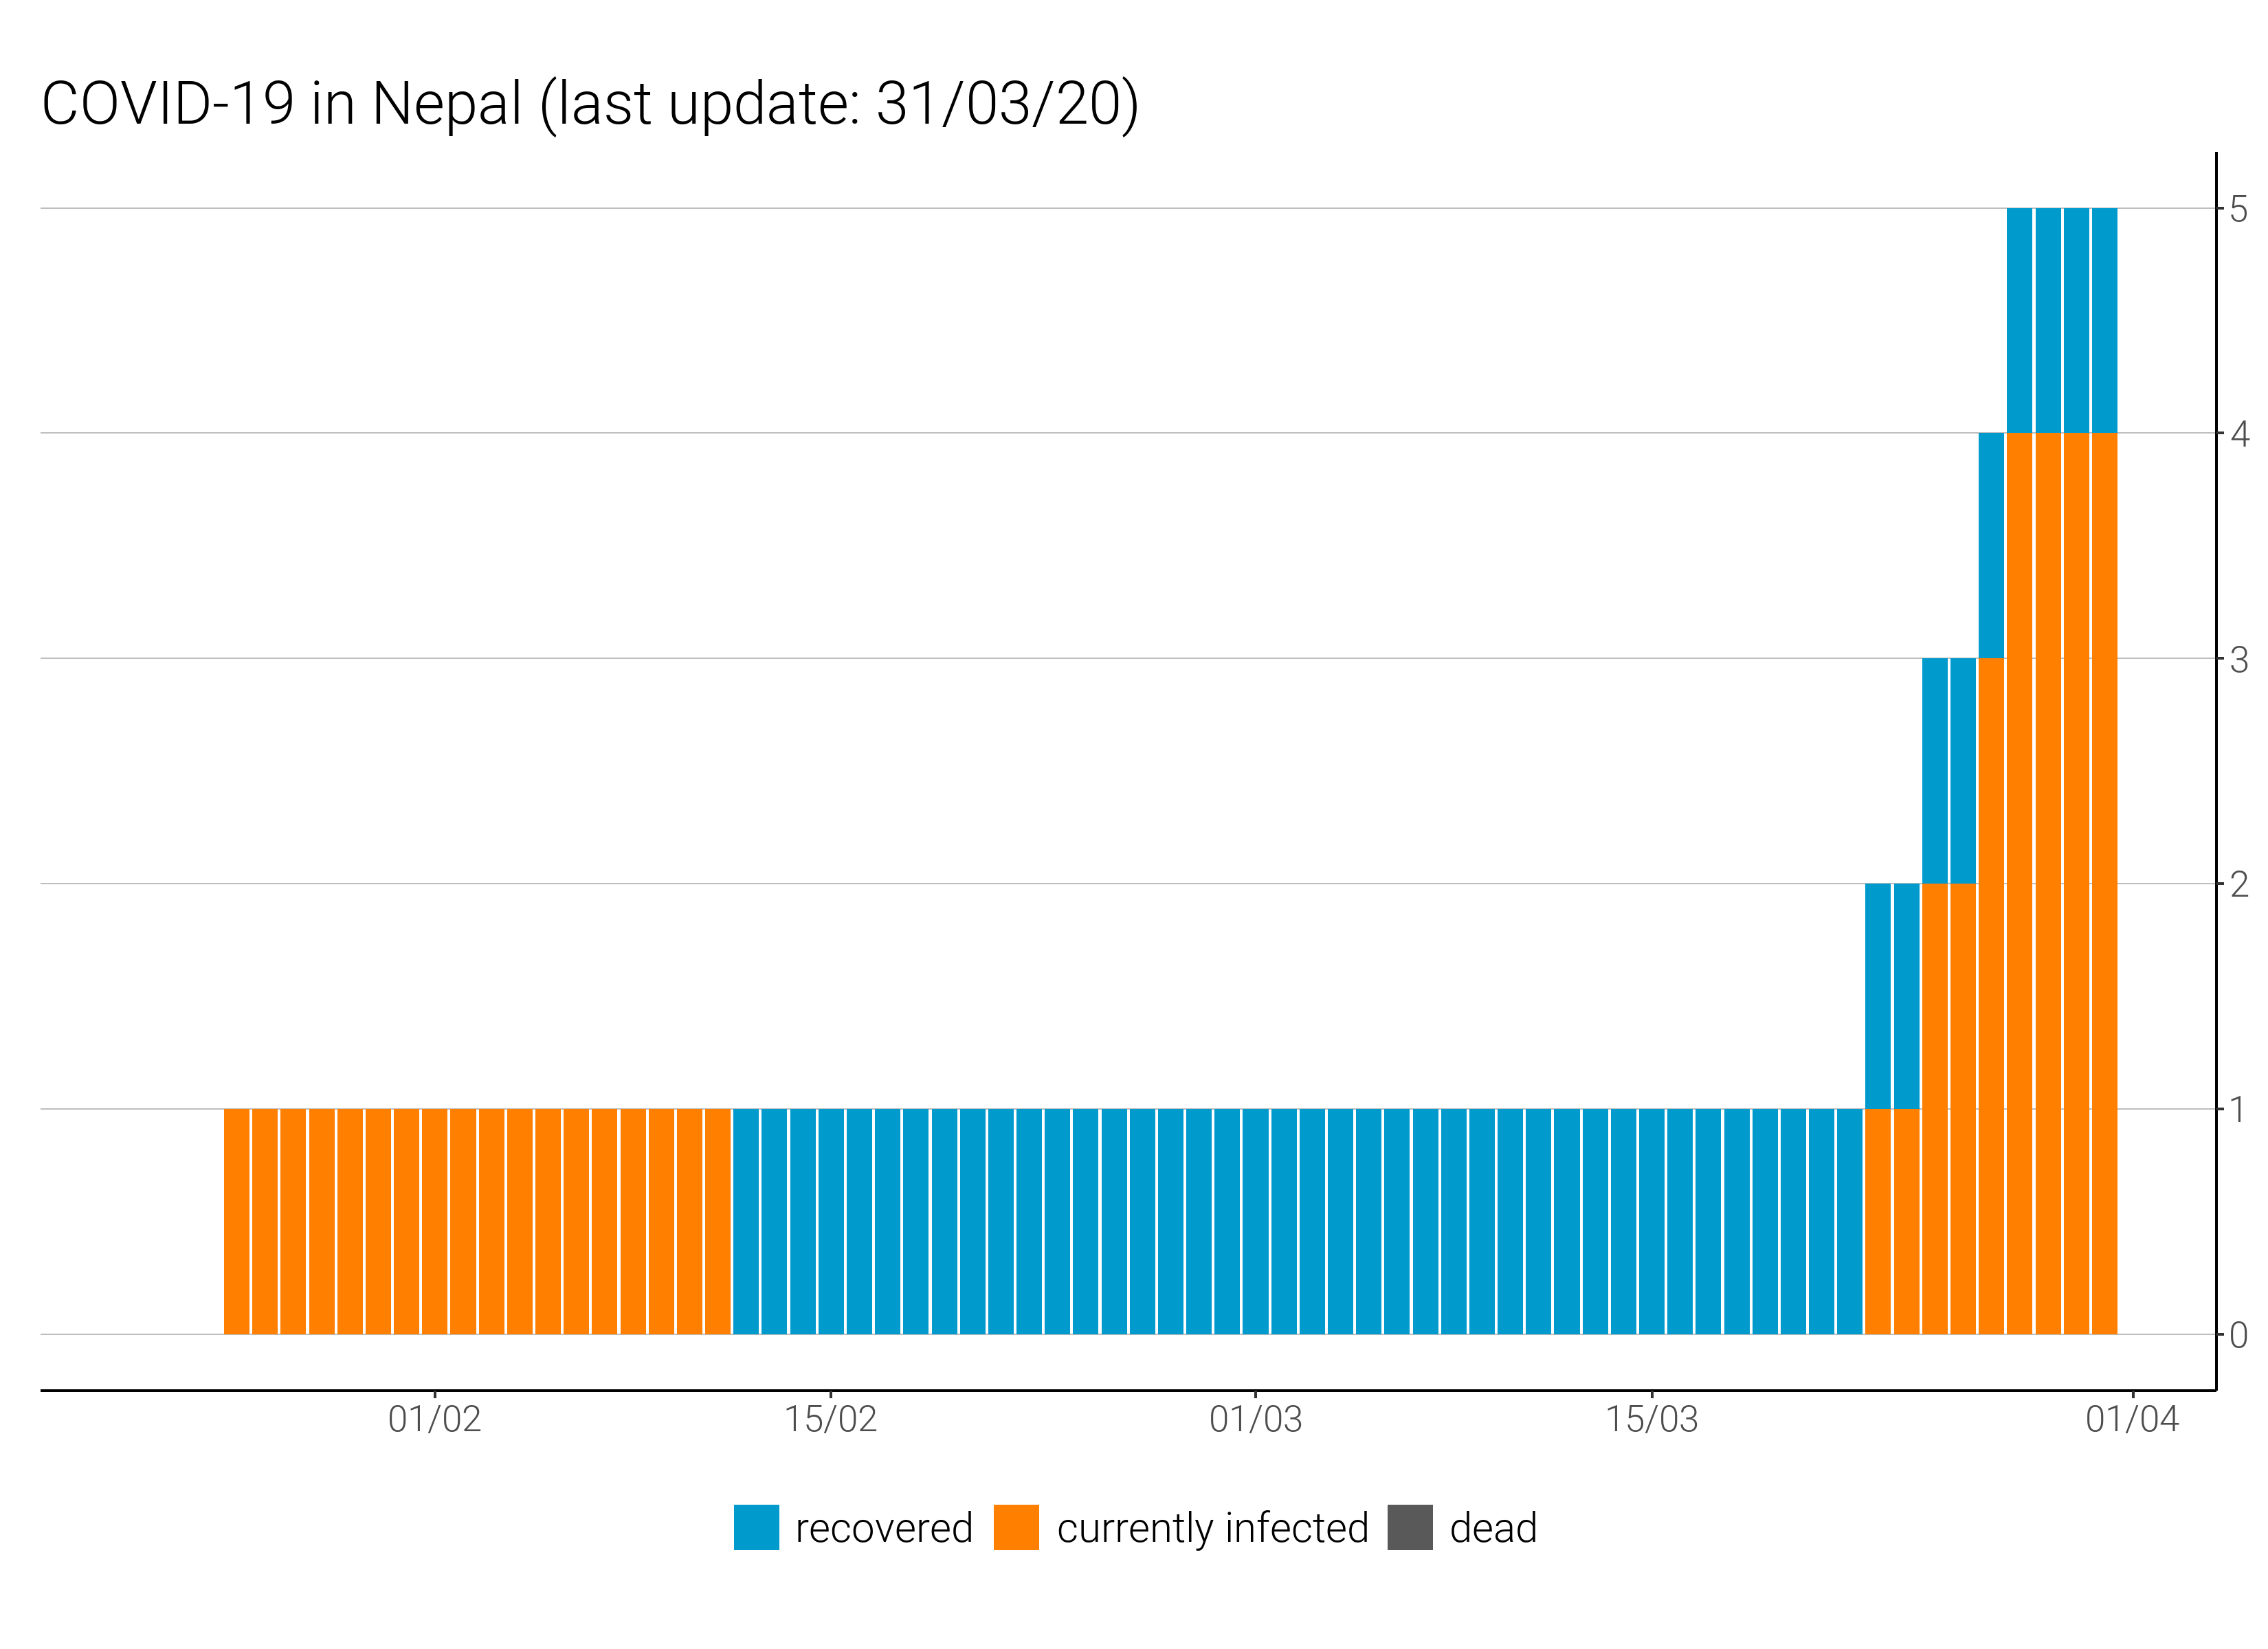 COVID-19 in Nepal (last update: 31/03/20)
5
4
3
2
1
0
01/02 15/02 01/03 15/03 01/04
recovered currently infected dead